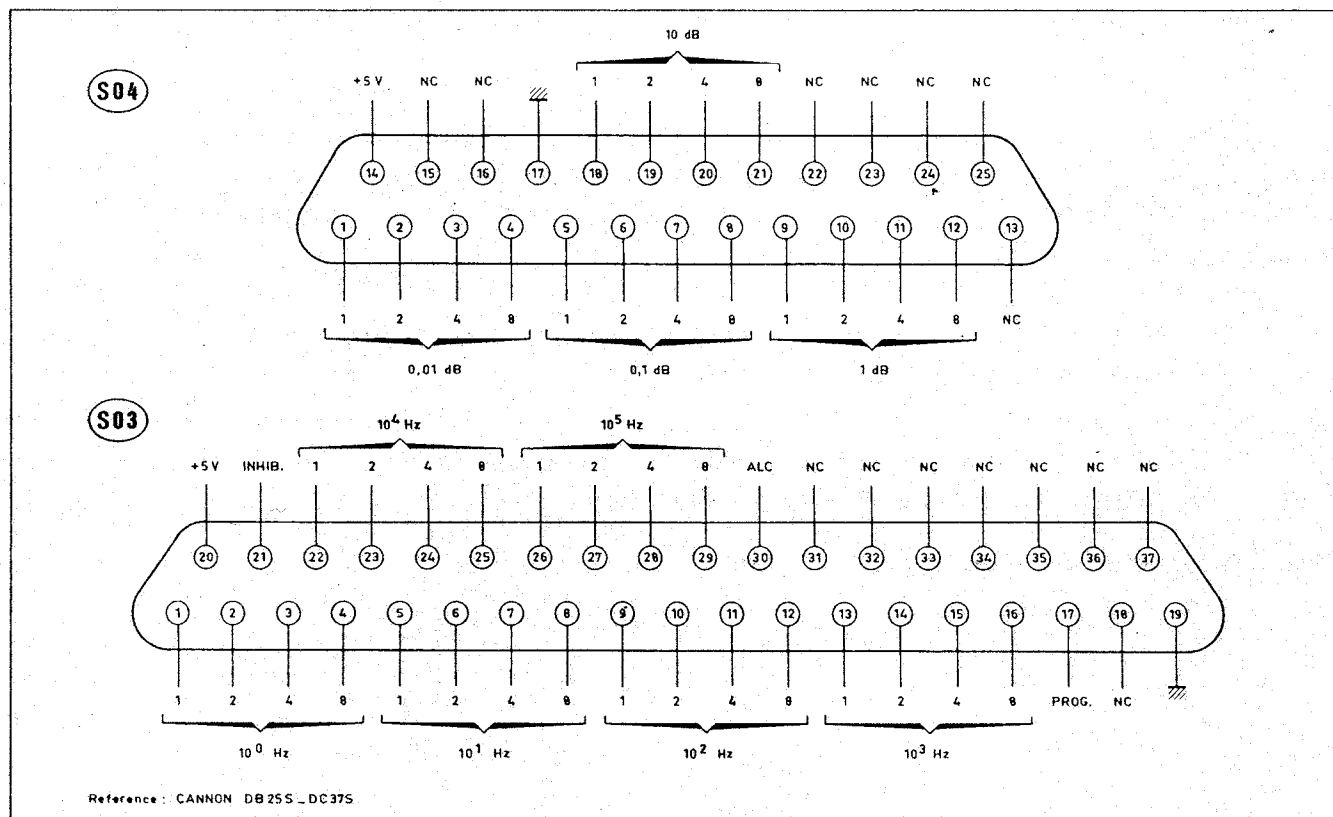 10 dB
S04
+5 V NC NC 1 2 4 8 NC NC NC NC
14 15 16 17 18 19 20 21 22 23 24 25
1 2 3 4 5 6 7 8 9 10 11 12 13
1 2 4 8 1 2 4 8 1 2 4 8 NC
0,01 dB 0,1 dB 1 dB
S03
10⁴ Hz 10⁵ Hz
+5 V INHIB. 1 2 4 8 1 2 4 8 ALC NC NC NC NC NC NC NC
20 21 22 23 24 25 26 27 28 29 30 31 32 33 34 35 36 37
1 2 3 4 5 6 7 8 9 10 11 12 13 14 15 16 17 18 19
1 2 4 8 1 2 4 8 1 2 4 8 1 2 4 8 PROG. NC
10⁰ Hz 10¹ Hz 10² Hz 10³ Hz
Reference : CANNON DB25S _ DC37S